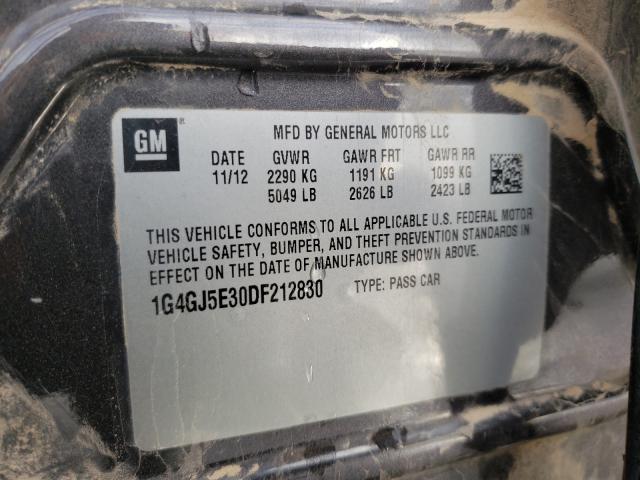 GM
MFD BY GENERAL MOTORS LLC
DATE GVWR GAWR FRT GAWR RR
11/12 2290 KG 1191 KG 1099 KG
5049 LB 2626 LB 2423 LB
THIS VEHICLE CONFORMS TO ALL APPLICABLE U.S. FEDERAL MOTOR
VEHICLE SAFETY, BUMPER, AND THEFT PREVENTION STANDARDS IN
EFFECT ON THE DATE OF MANUFACTURE SHOWN ABOVE.
1G4GJ5E30DF212830 TYPE: PASS CAR